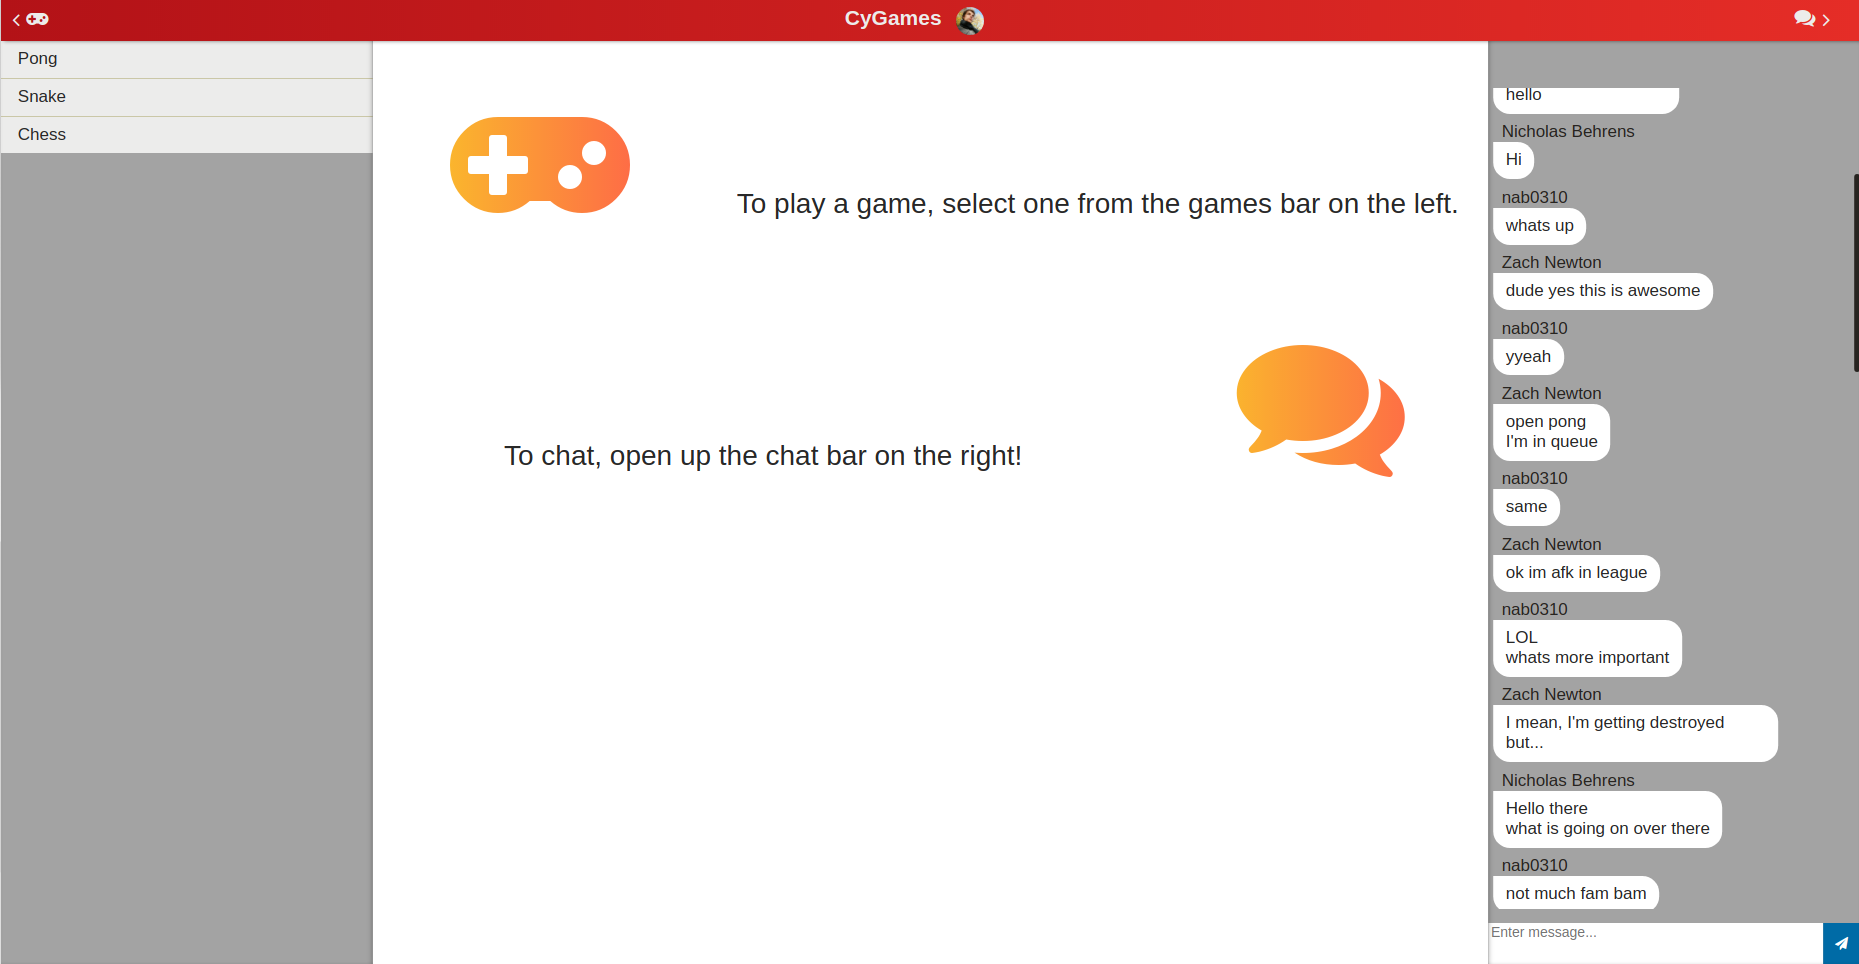 CyGames
Pong
Snake
Chess
To play a game, select one from the games bar on the left.
To chat, open up the chat bar on the right!
hello
Nicholas Behrens
Hi
nab0310
whats up
Zach Newton
dude yes this is awesome
nab0310
yyeah
Zach Newton
open pong
I'm in queue
nab0310
same
Zach Newton
ok im afk in league
nab0310
LOL
whats more important
Zach Newton
I mean, I'm getting destroyed
but...
Nicholas Behrens
Hello there
what is going on over there
nab0310
not much fam bam
Enter message...